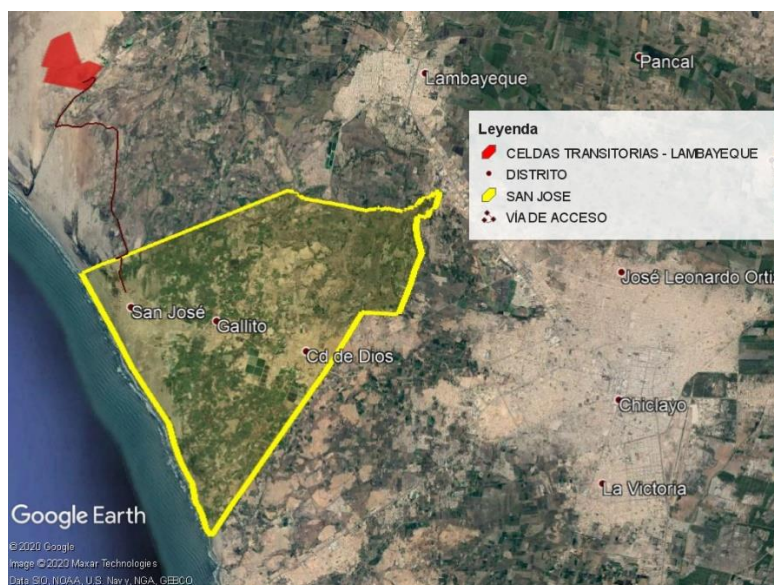 Lambayeque
Pancal
Leyenda
CELDAS TRANSITORIAS - LAMBAYEQUE
DISTRITO
SAN JOSE
VÍA DE ACCESO
José Leonardo Ortiz
San José
Gallito
Cd de Dios
Chiclayo
La Victoria
Google Earth
© 2020 Google
Image © 2020 Maxar Technologies
Data SIO, NOAA, U.S. Navy, NGA, GEBCO